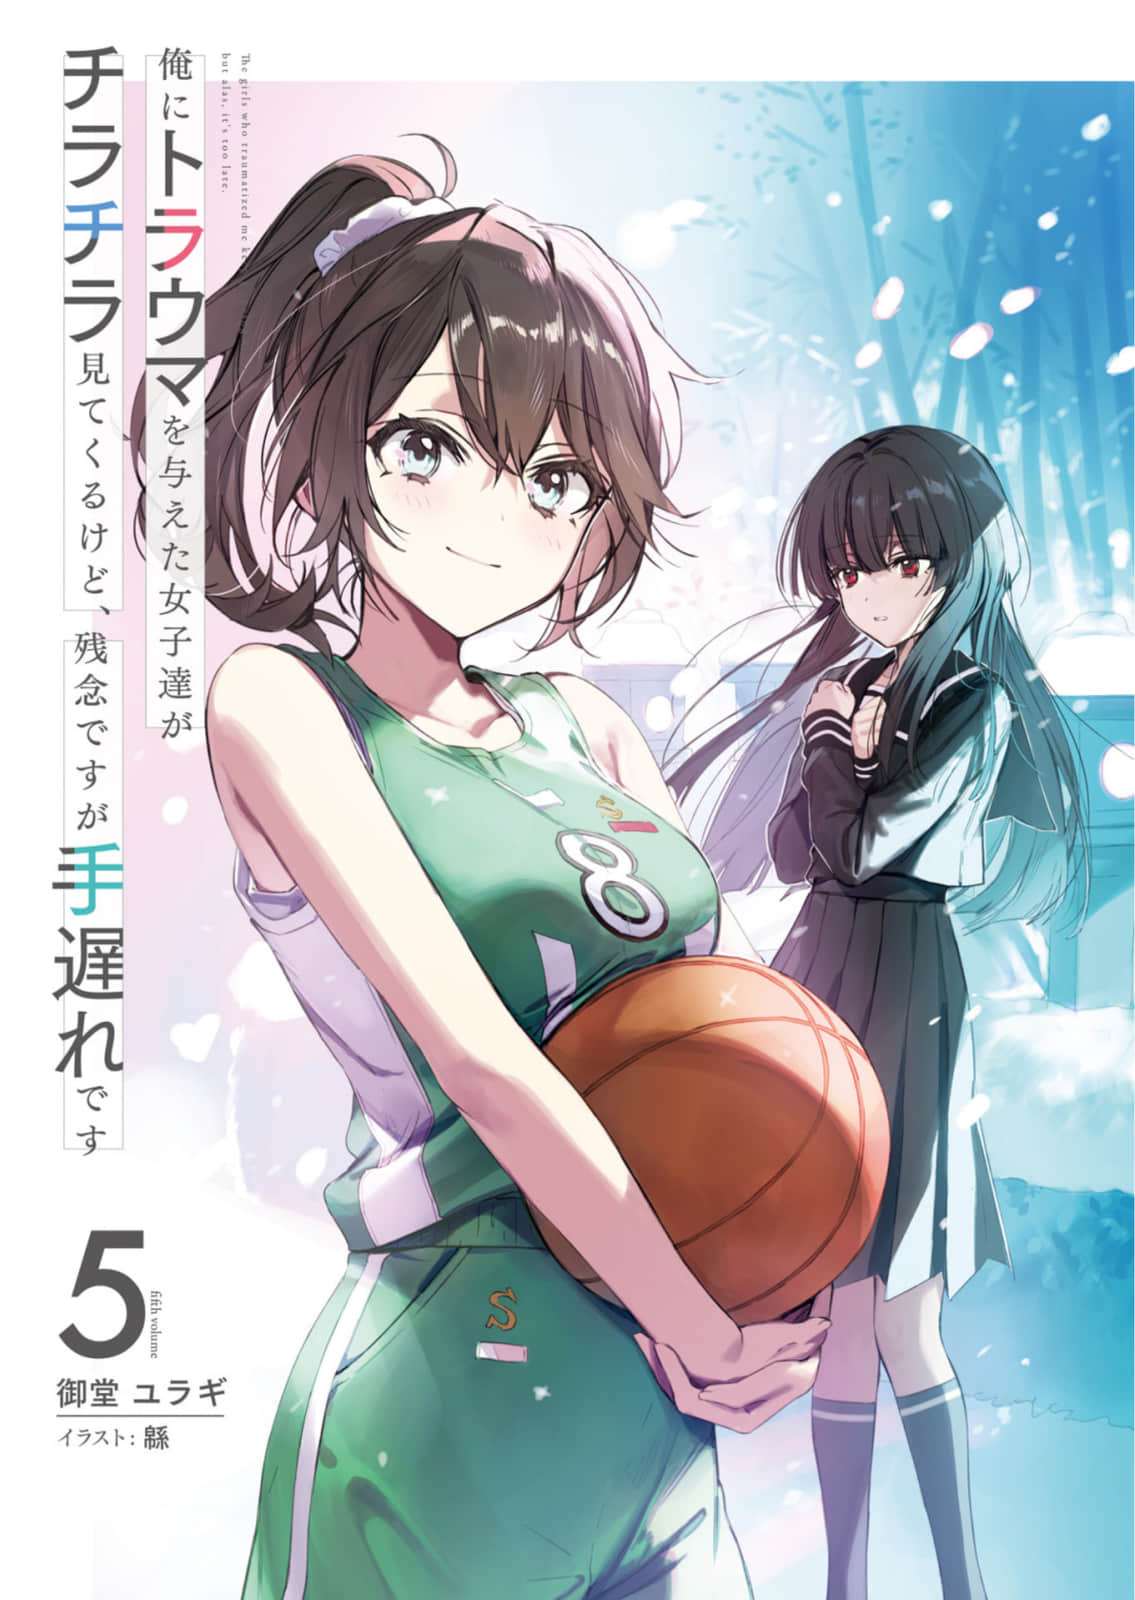 The girls who traumatized me
but alas, it's too late.
俺にトラウマを与えた女子達が
チラチラ見てくるけど、残念ですが手遅れです
5
fifth volume
御堂 ユラギ
イラスト: 緜
S
8
S